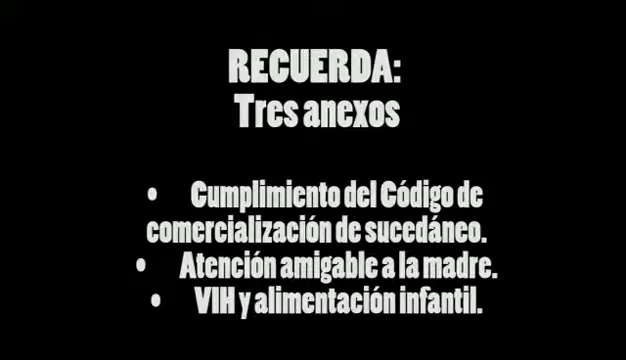 RECUERDA:
Tres anexos
• Cumplimiento del Código de
comercialización de sucedáneo.
• Atención amigable a la madre.
• VIH y alimentación infantil.